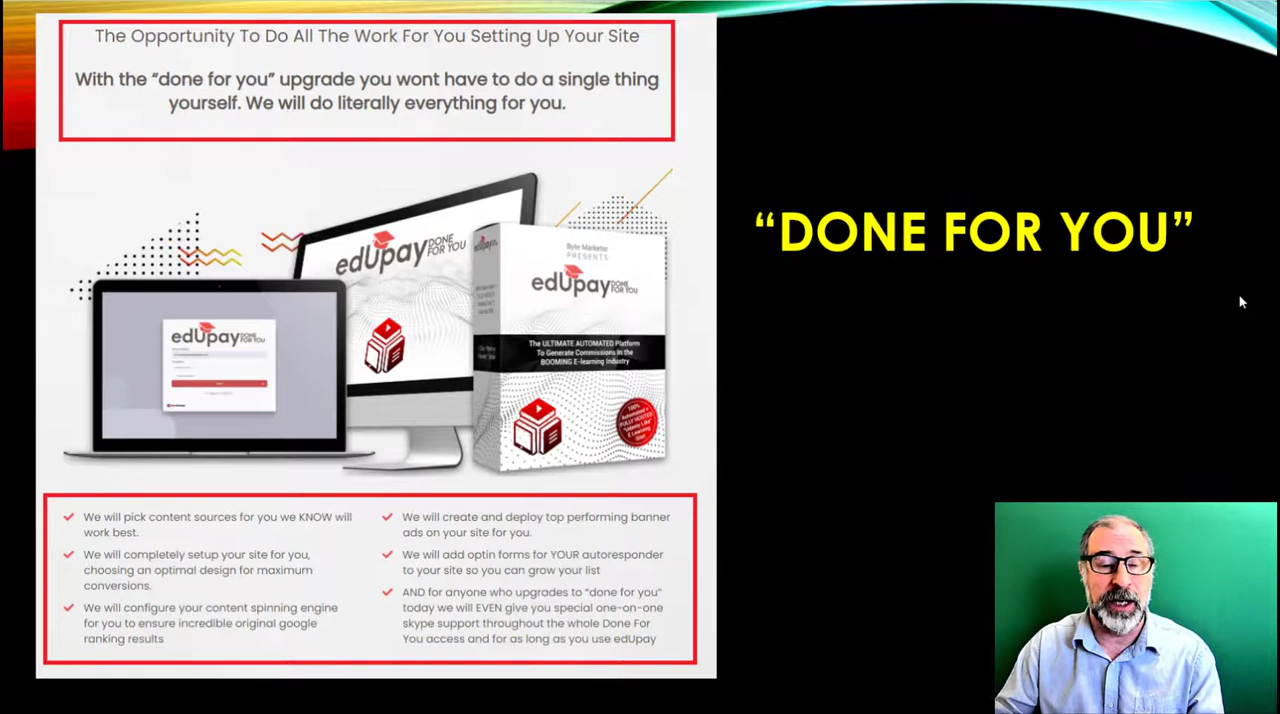 The Opportunity To Do All The Work For You Setting Up Your Site
With the “done for you” upgrade you wont have to do a single thing
yourself. We will do literally everything for you.
“DONE FOR YOU”
edUpay DONE
FOR YOU
edUpay DONE
FOR YOU
Byte Marketer
PRESENTS
edUpay DONE
FOR YOU
The ULTIMATE AUTOMATED Platform
To Generate Commissions In the
BOOMING E-learning Industry
100%
Automated +
FULLY HOSTED
"Udemy Like"
E Learning
Site!
We will pick content sources for you we KNOW will
work best.
We will completely setup your site for you,
choosing an optimal design for maximum
conversions.
We will configure your content spinning engine
for you to ensure incredible original google
ranking results
We will create and deploy top performing banner
ads on your site for you.
We will add optin forms for YOUR autoresponder
to your site so you can grow your list
AND for anyone who upgrades to “done for you”
today we will EVEN give you special one-on-one
skype support throughout the whole Done For
You access and for as long as you use edUpay